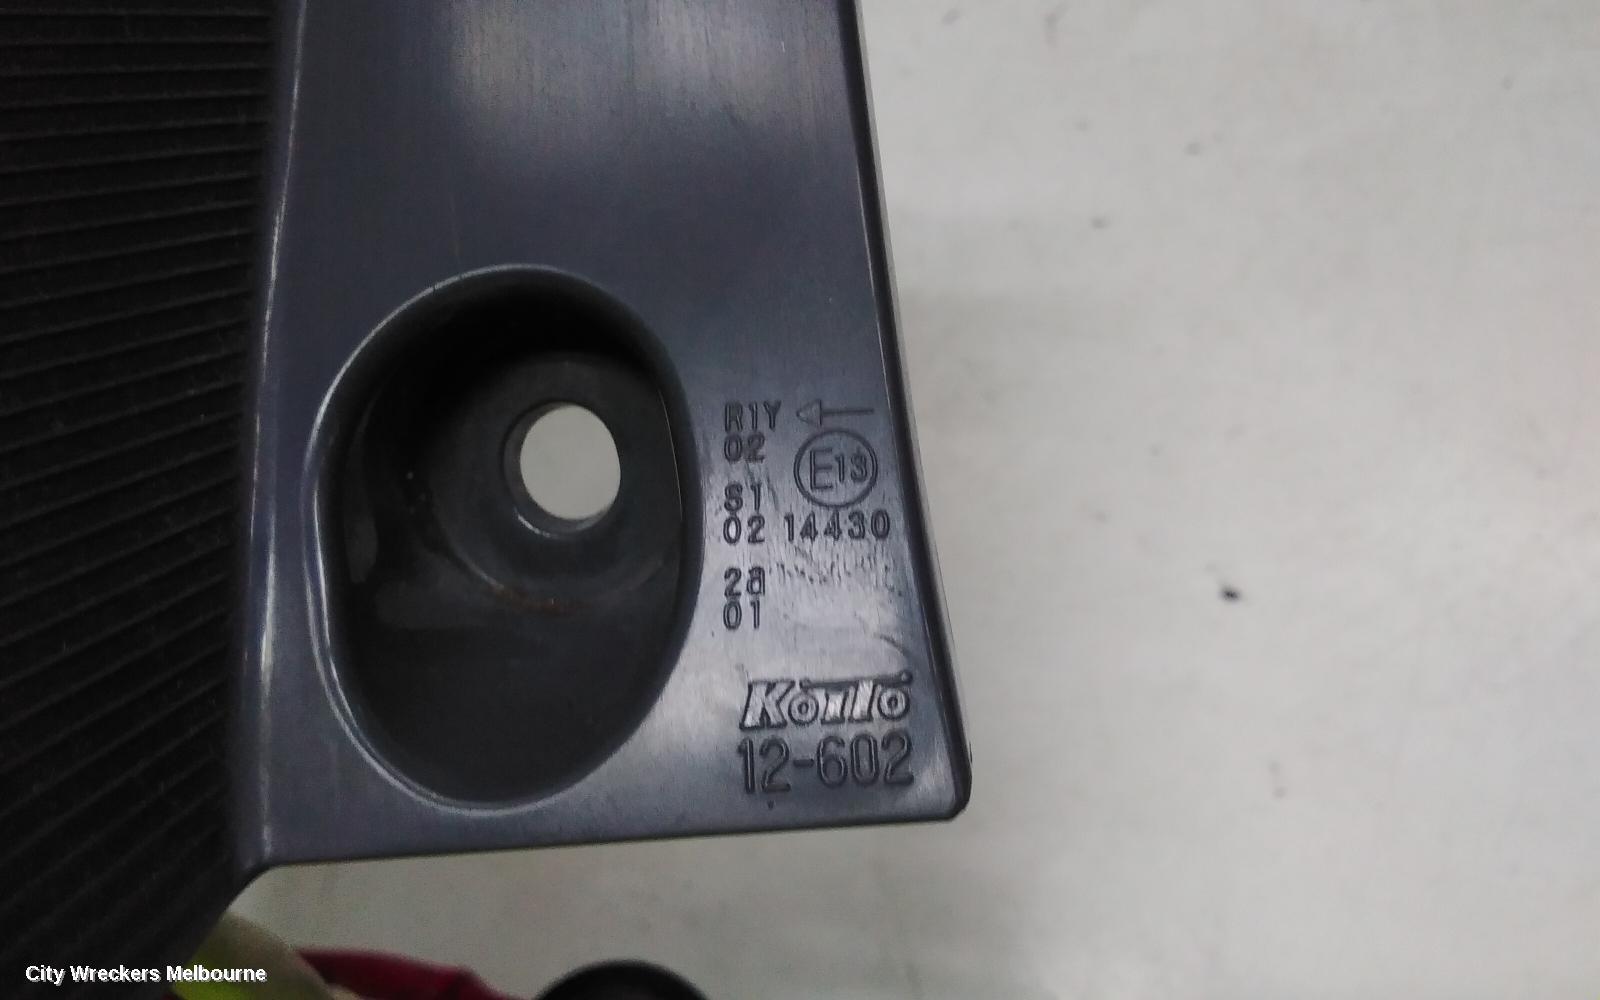 R1Y ←
02
E13
S1
02 14430
2a
01
Koito
12-602
City Wreckers Melbourne